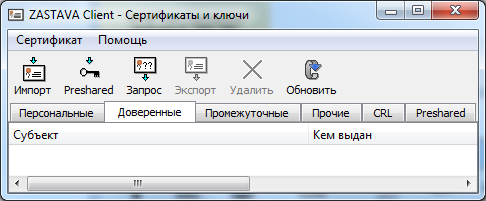 ZASTAVA Client - Сертификаты и ключи
Сертификат Помощь
Импорт Preshared Запрос Экспорт Удалить Обновить
Персональные Доверенные Промежуточные Прочие CRL Preshared
Субъект Кем выдан